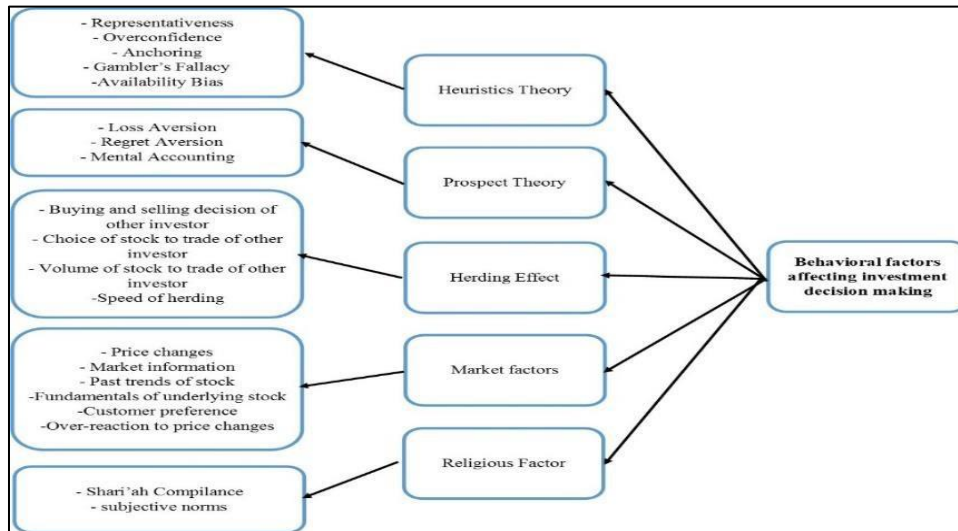 - Representativeness
- Overconfidence
- Anchoring
- Gambler's Fallacy
-Availability Bias
Heuristics Theory
- Loss Aversion
- Regret Aversion
- Mental Accounting
Prospect Theory
- Buying and selling decision of
other investor
- Choice of stock to trade of other
investor
- Volume of stock to trade of other
investor
-Speed of herding
Herding Effect
Behavioral factors
affecting investment
decision making
- Price changes
- Market information
- Past trends of stock
-Fundamentals of underlying stock
-Customer preference
-Over-reaction to price changes
Market factors
Religious Factor
- Shari'ah Compilance
- subjective norms